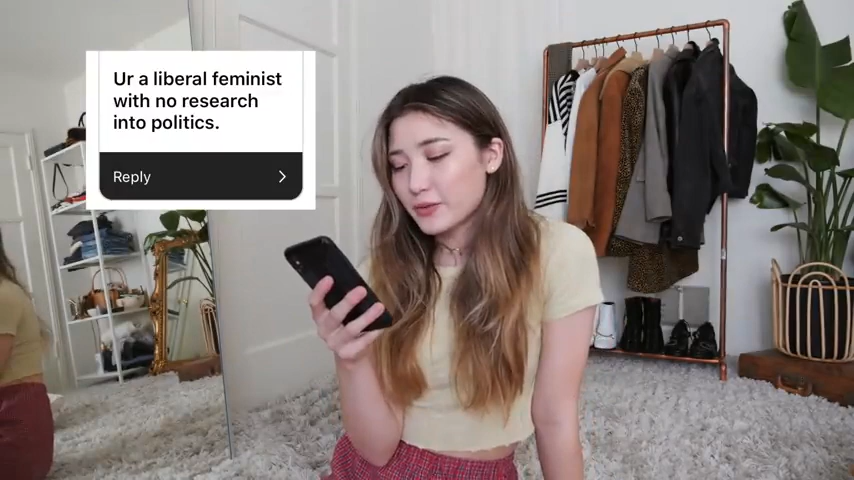 Ur a liberal feminist
with no research
into politics.
Reply